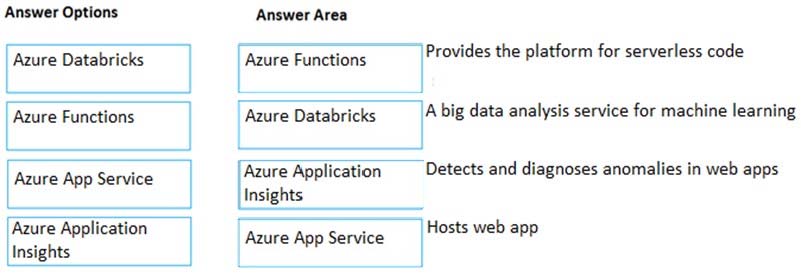 Answer Options
Answer Area
Azure Databricks
Azure Functions
Provides the platform for serverless code
Azure Functions
Azure Databricks
A big data analysis service for machine learning
Azure App Service
Azure Application
Insights
Detects and diagnoses anomalies in web apps
Azure Application
Insights
Azure App Service
Hosts web app